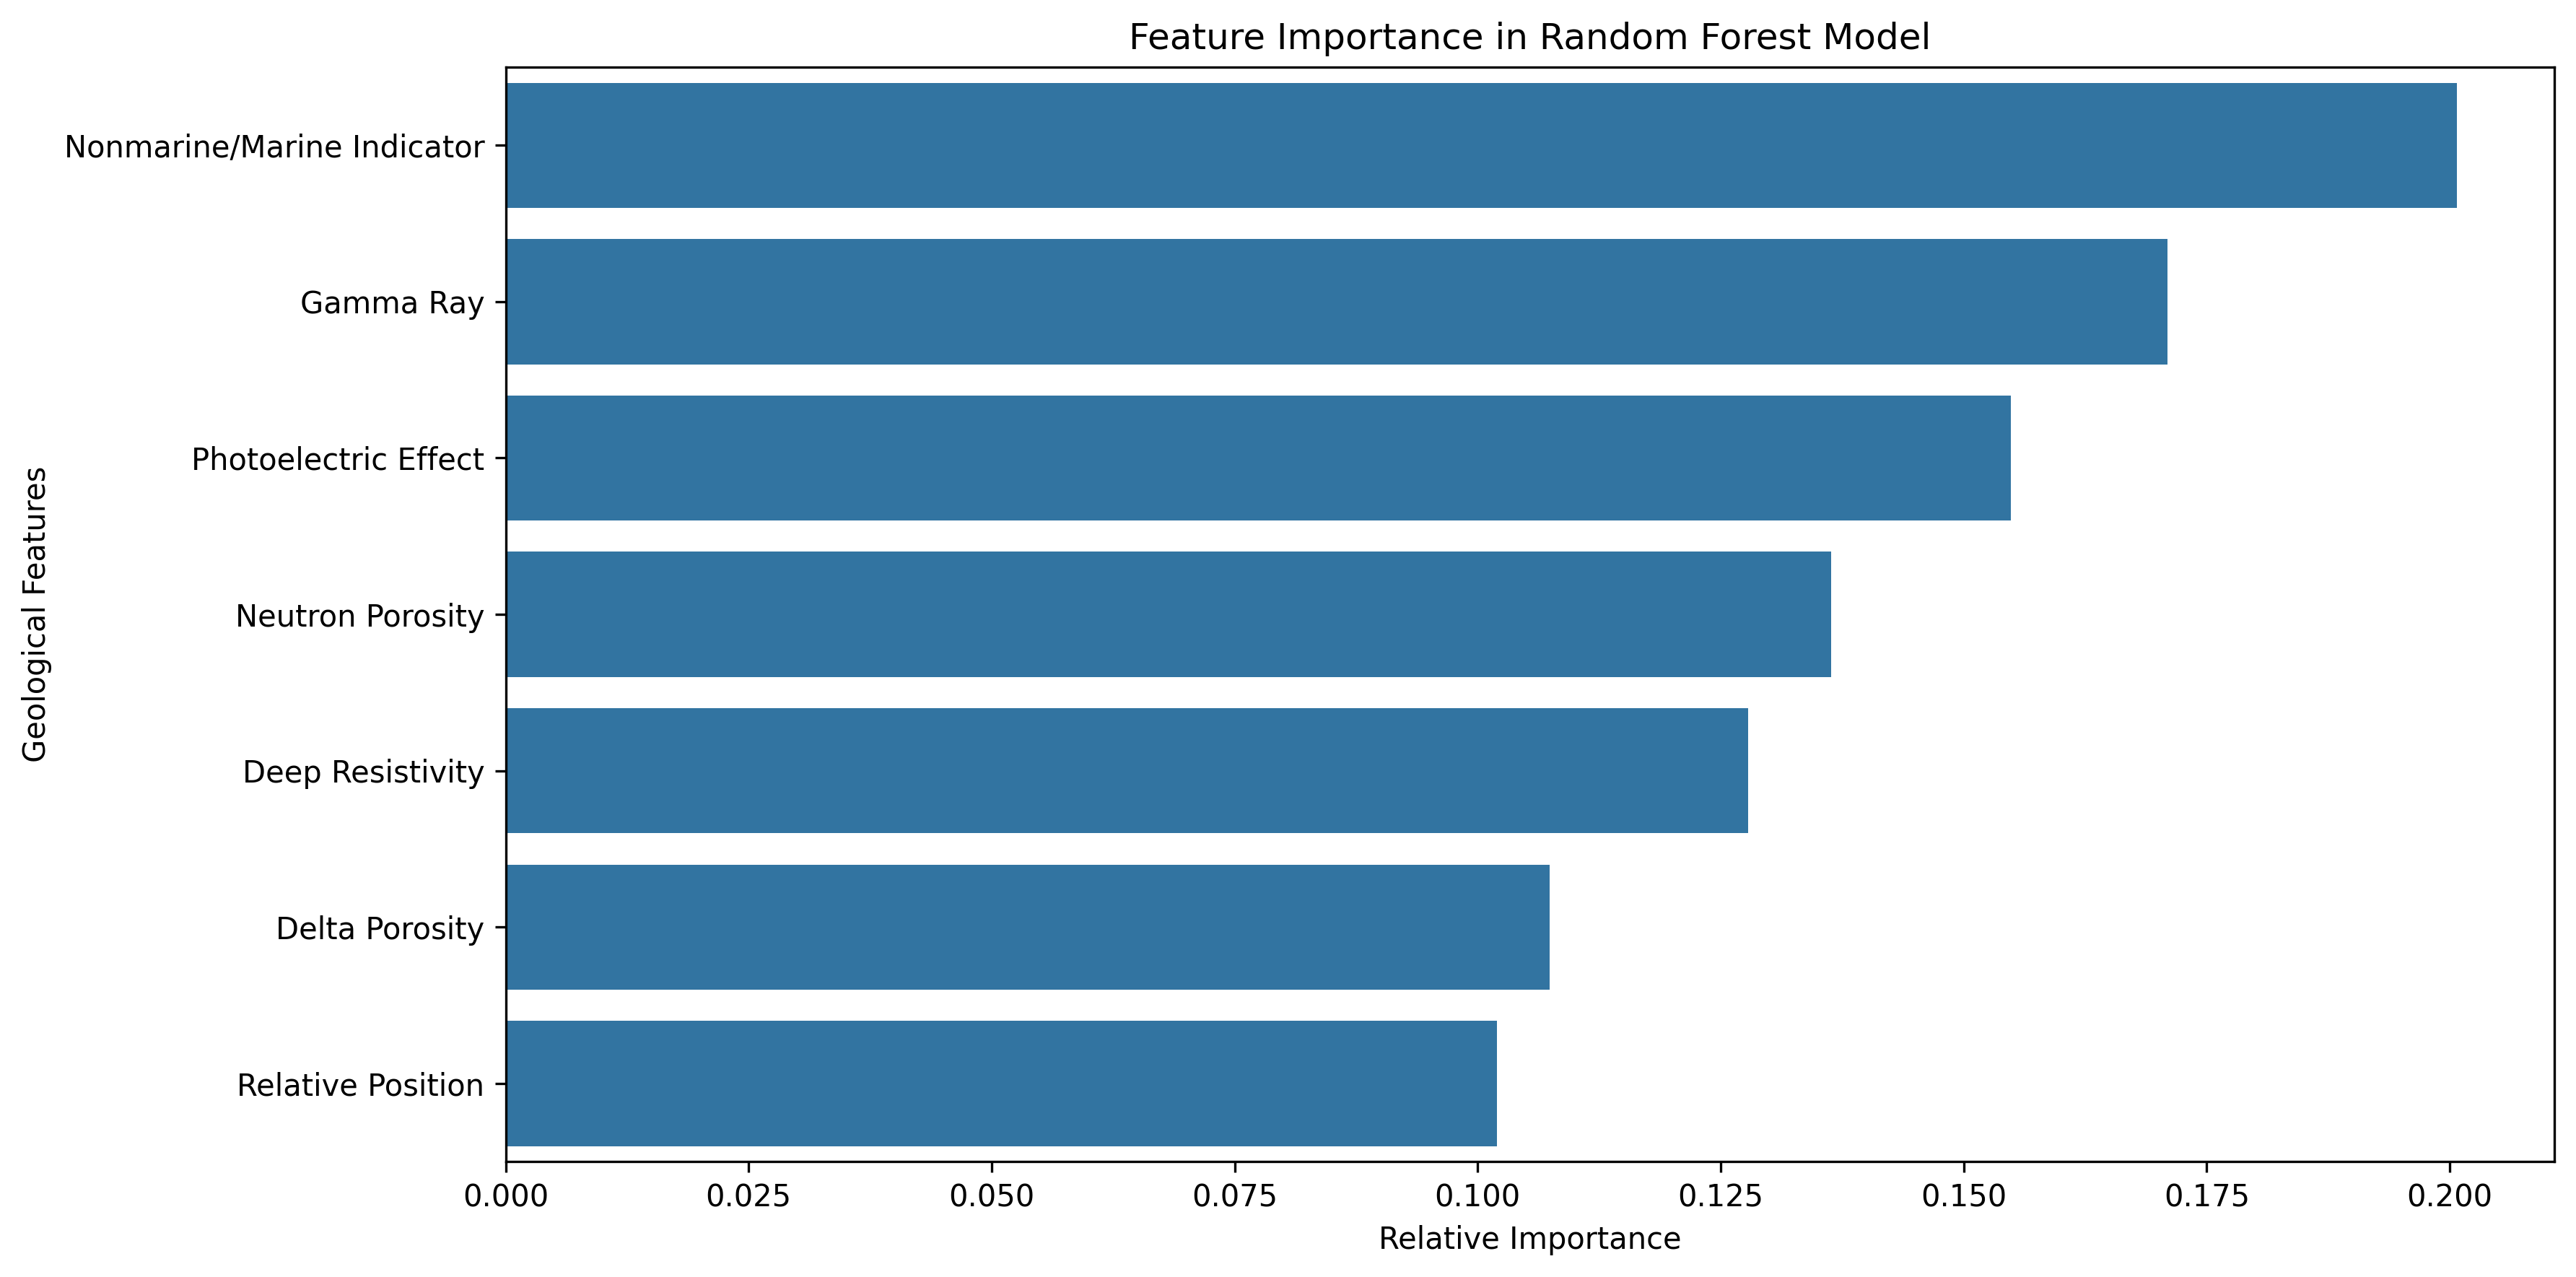 Feature Importance in Random Forest Model
Geological Features
Nonmarine/Marine Indicator
Gamma Ray
Photoelectric Effect
Neutron Porosity
Deep Resistivity
Delta Porosity
Relative Position
0.000 0.025 0.050 0.075 0.100 0.125 0.150 0.175 0.200
Relative Importance